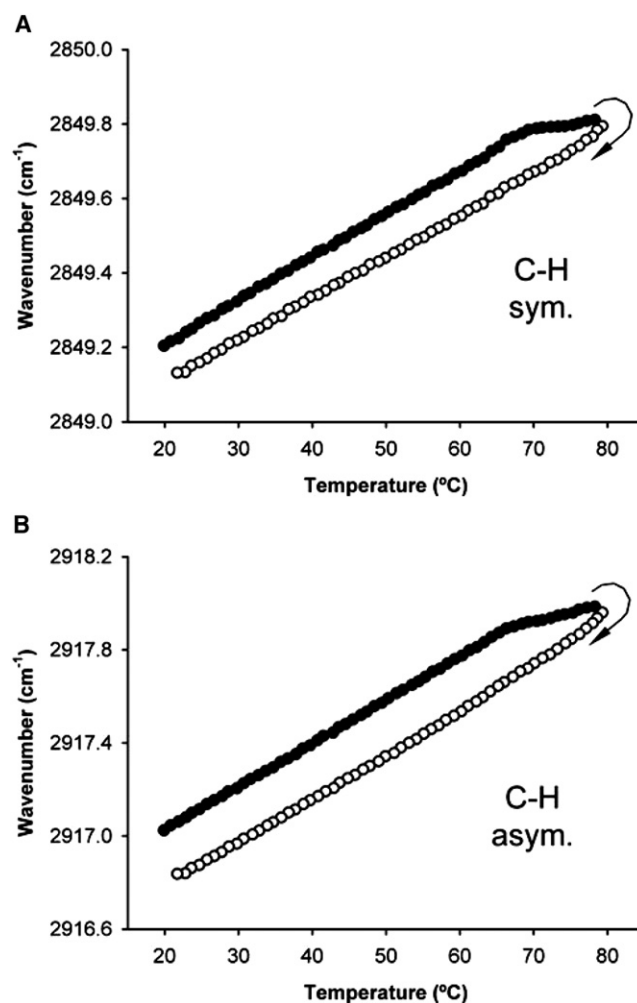 A
2850.0
2849.8
2849.6
2849.4
2849.2
2849.0
Wavenumber (cm⁻¹)
C-H
sym.
20 30 40 50 60 70 80
Temperature (ºC)
B
2918.2
2917.8
2917.4
2917.0
2916.6
Wavenumber (cm⁻¹)
C-H
asym.
20 30 40 50 60 70 80
Temperature (ºC)